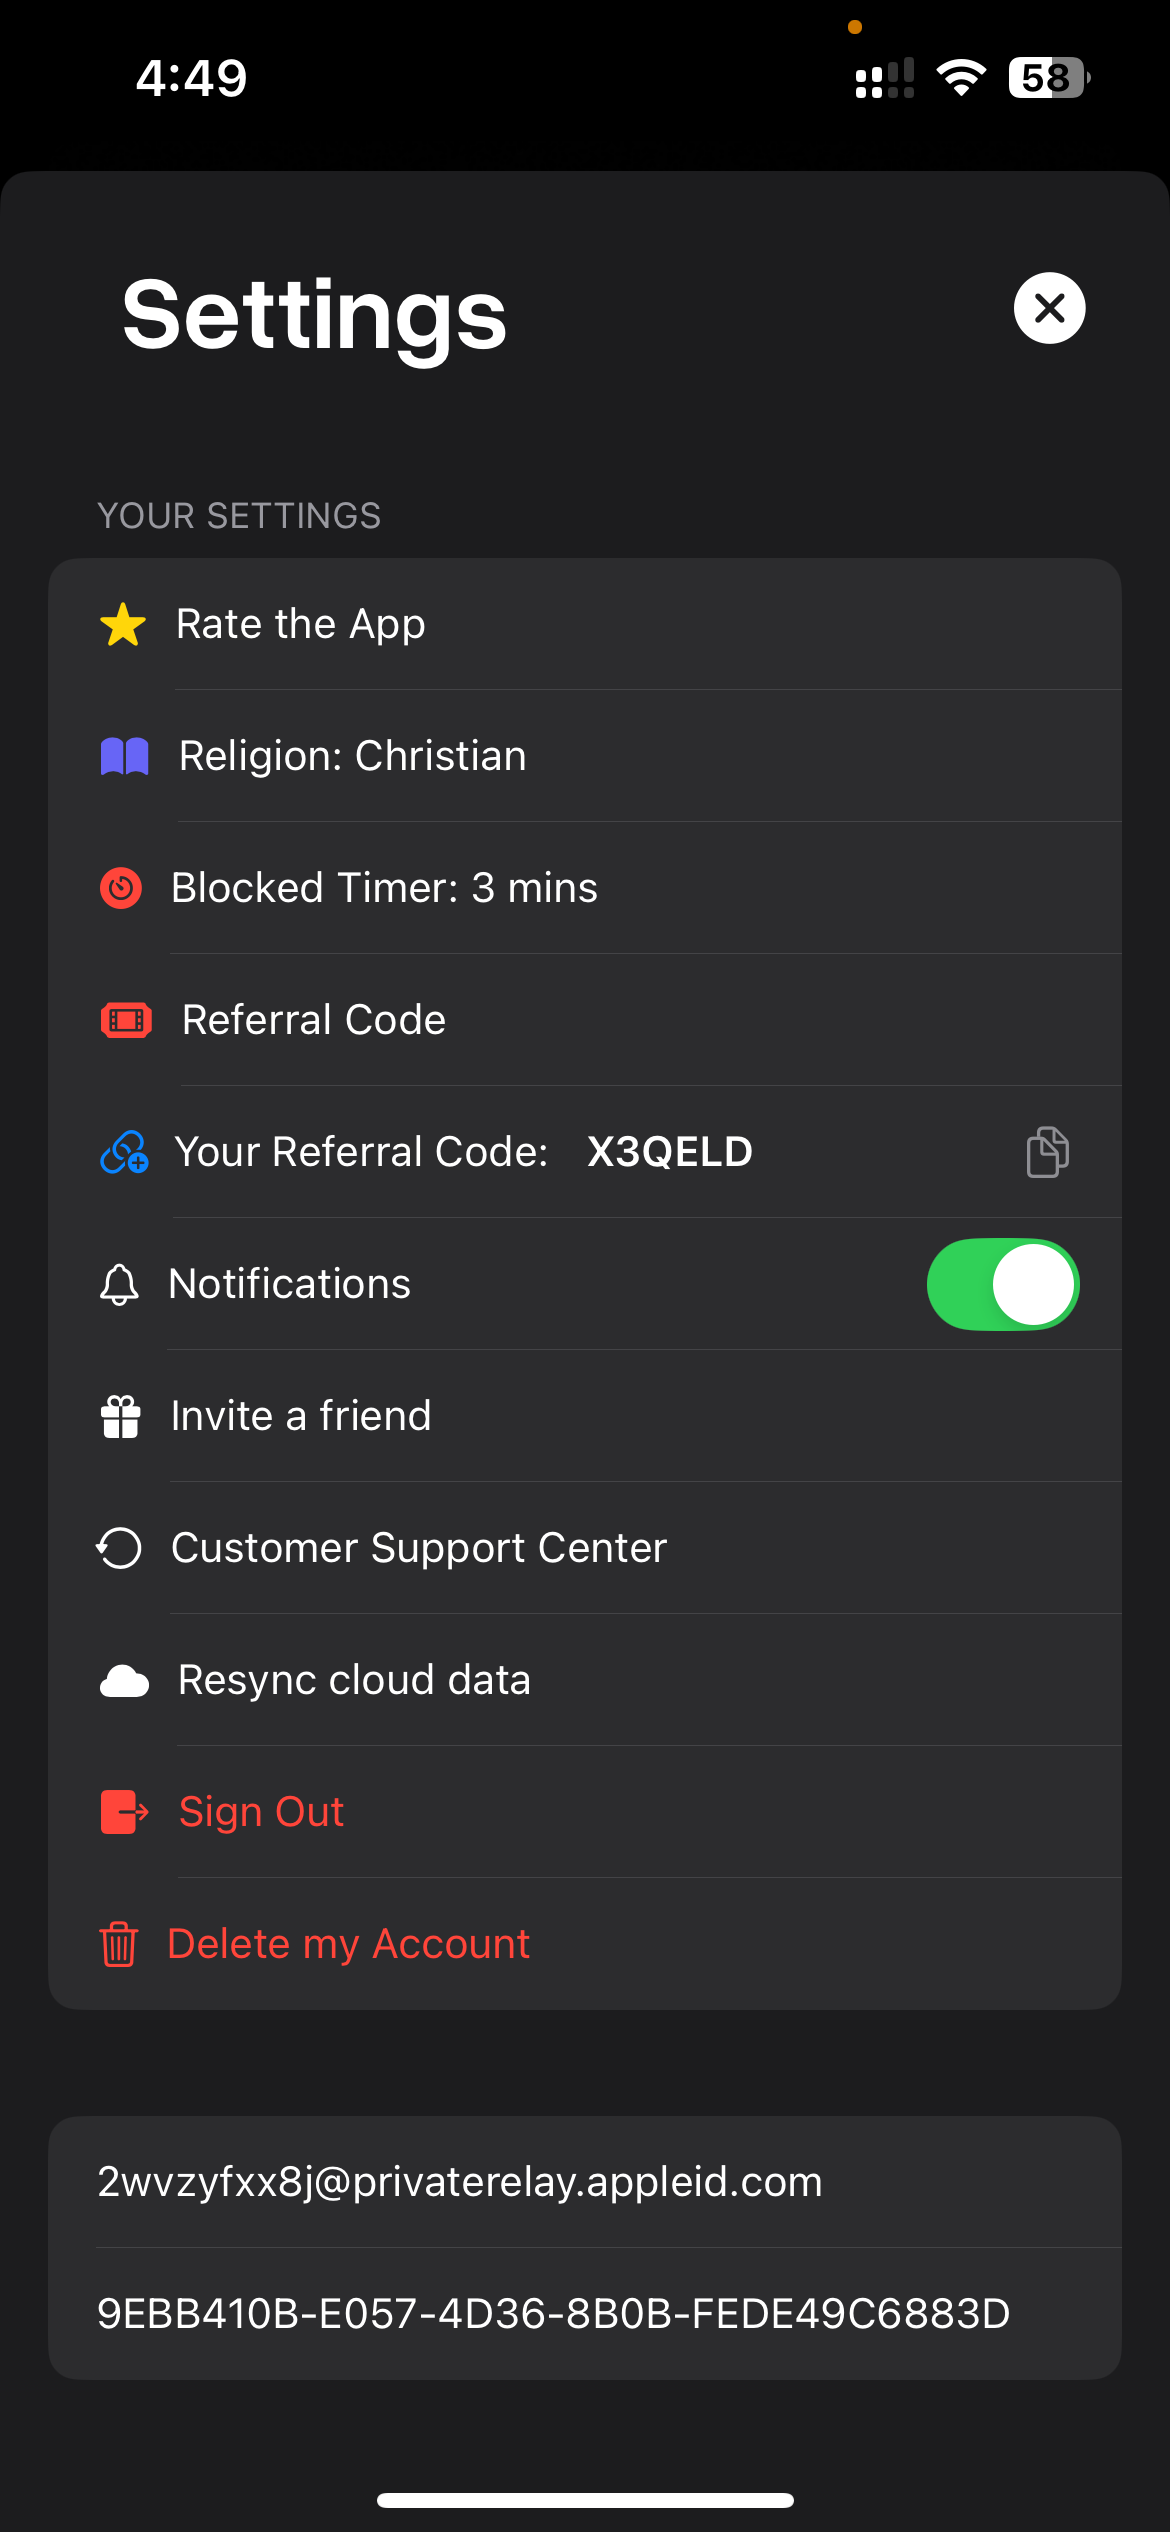 4:49
58
Settings
YOUR SETTINGS
Rate the App
Religion: Christian
Blocked Timer: 3 mins
Referral Code
Your Referral Code: X3QELD
Notifications
Invite a friend
Customer Support Center
Resync cloud data
Sign Out
Delete my Account
2wvzyfxx8j@privaterelay.appleid.com
9EBB410B-E057-4D36-8B0B-FEDE49C6883D